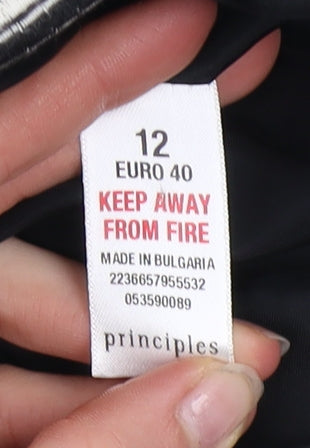 12
EURO 40
KEEP AWAY
FROM FIRE
MADE IN BULGARIA
2236657955532
053590089
principles